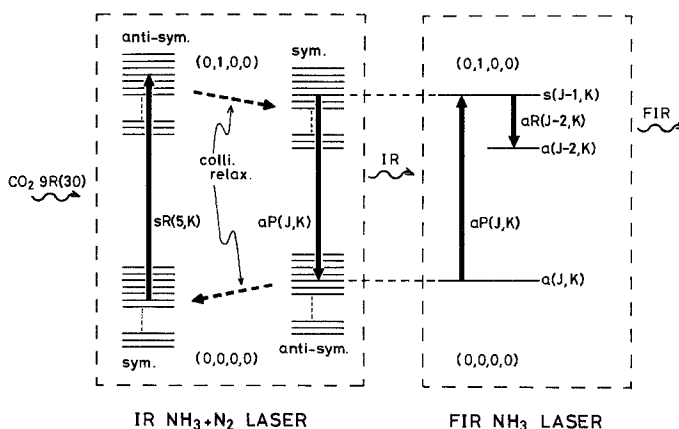 anti-sym.
(0,1,0,0)
sym.
(0,1,0,0)
s(J-1,K)
aR(J-2,K)
a(J-2,K)
FIR
colli.
relax.
IR
CO2 9R(30)
sR(5,K)
aP(J,K)
aP(J,K)
a(J,K)
sym.
(0,0,0,0)
anti-sym.
(0,0,0,0)
IR NH3+N2 LASER
FIR NH3 LASER